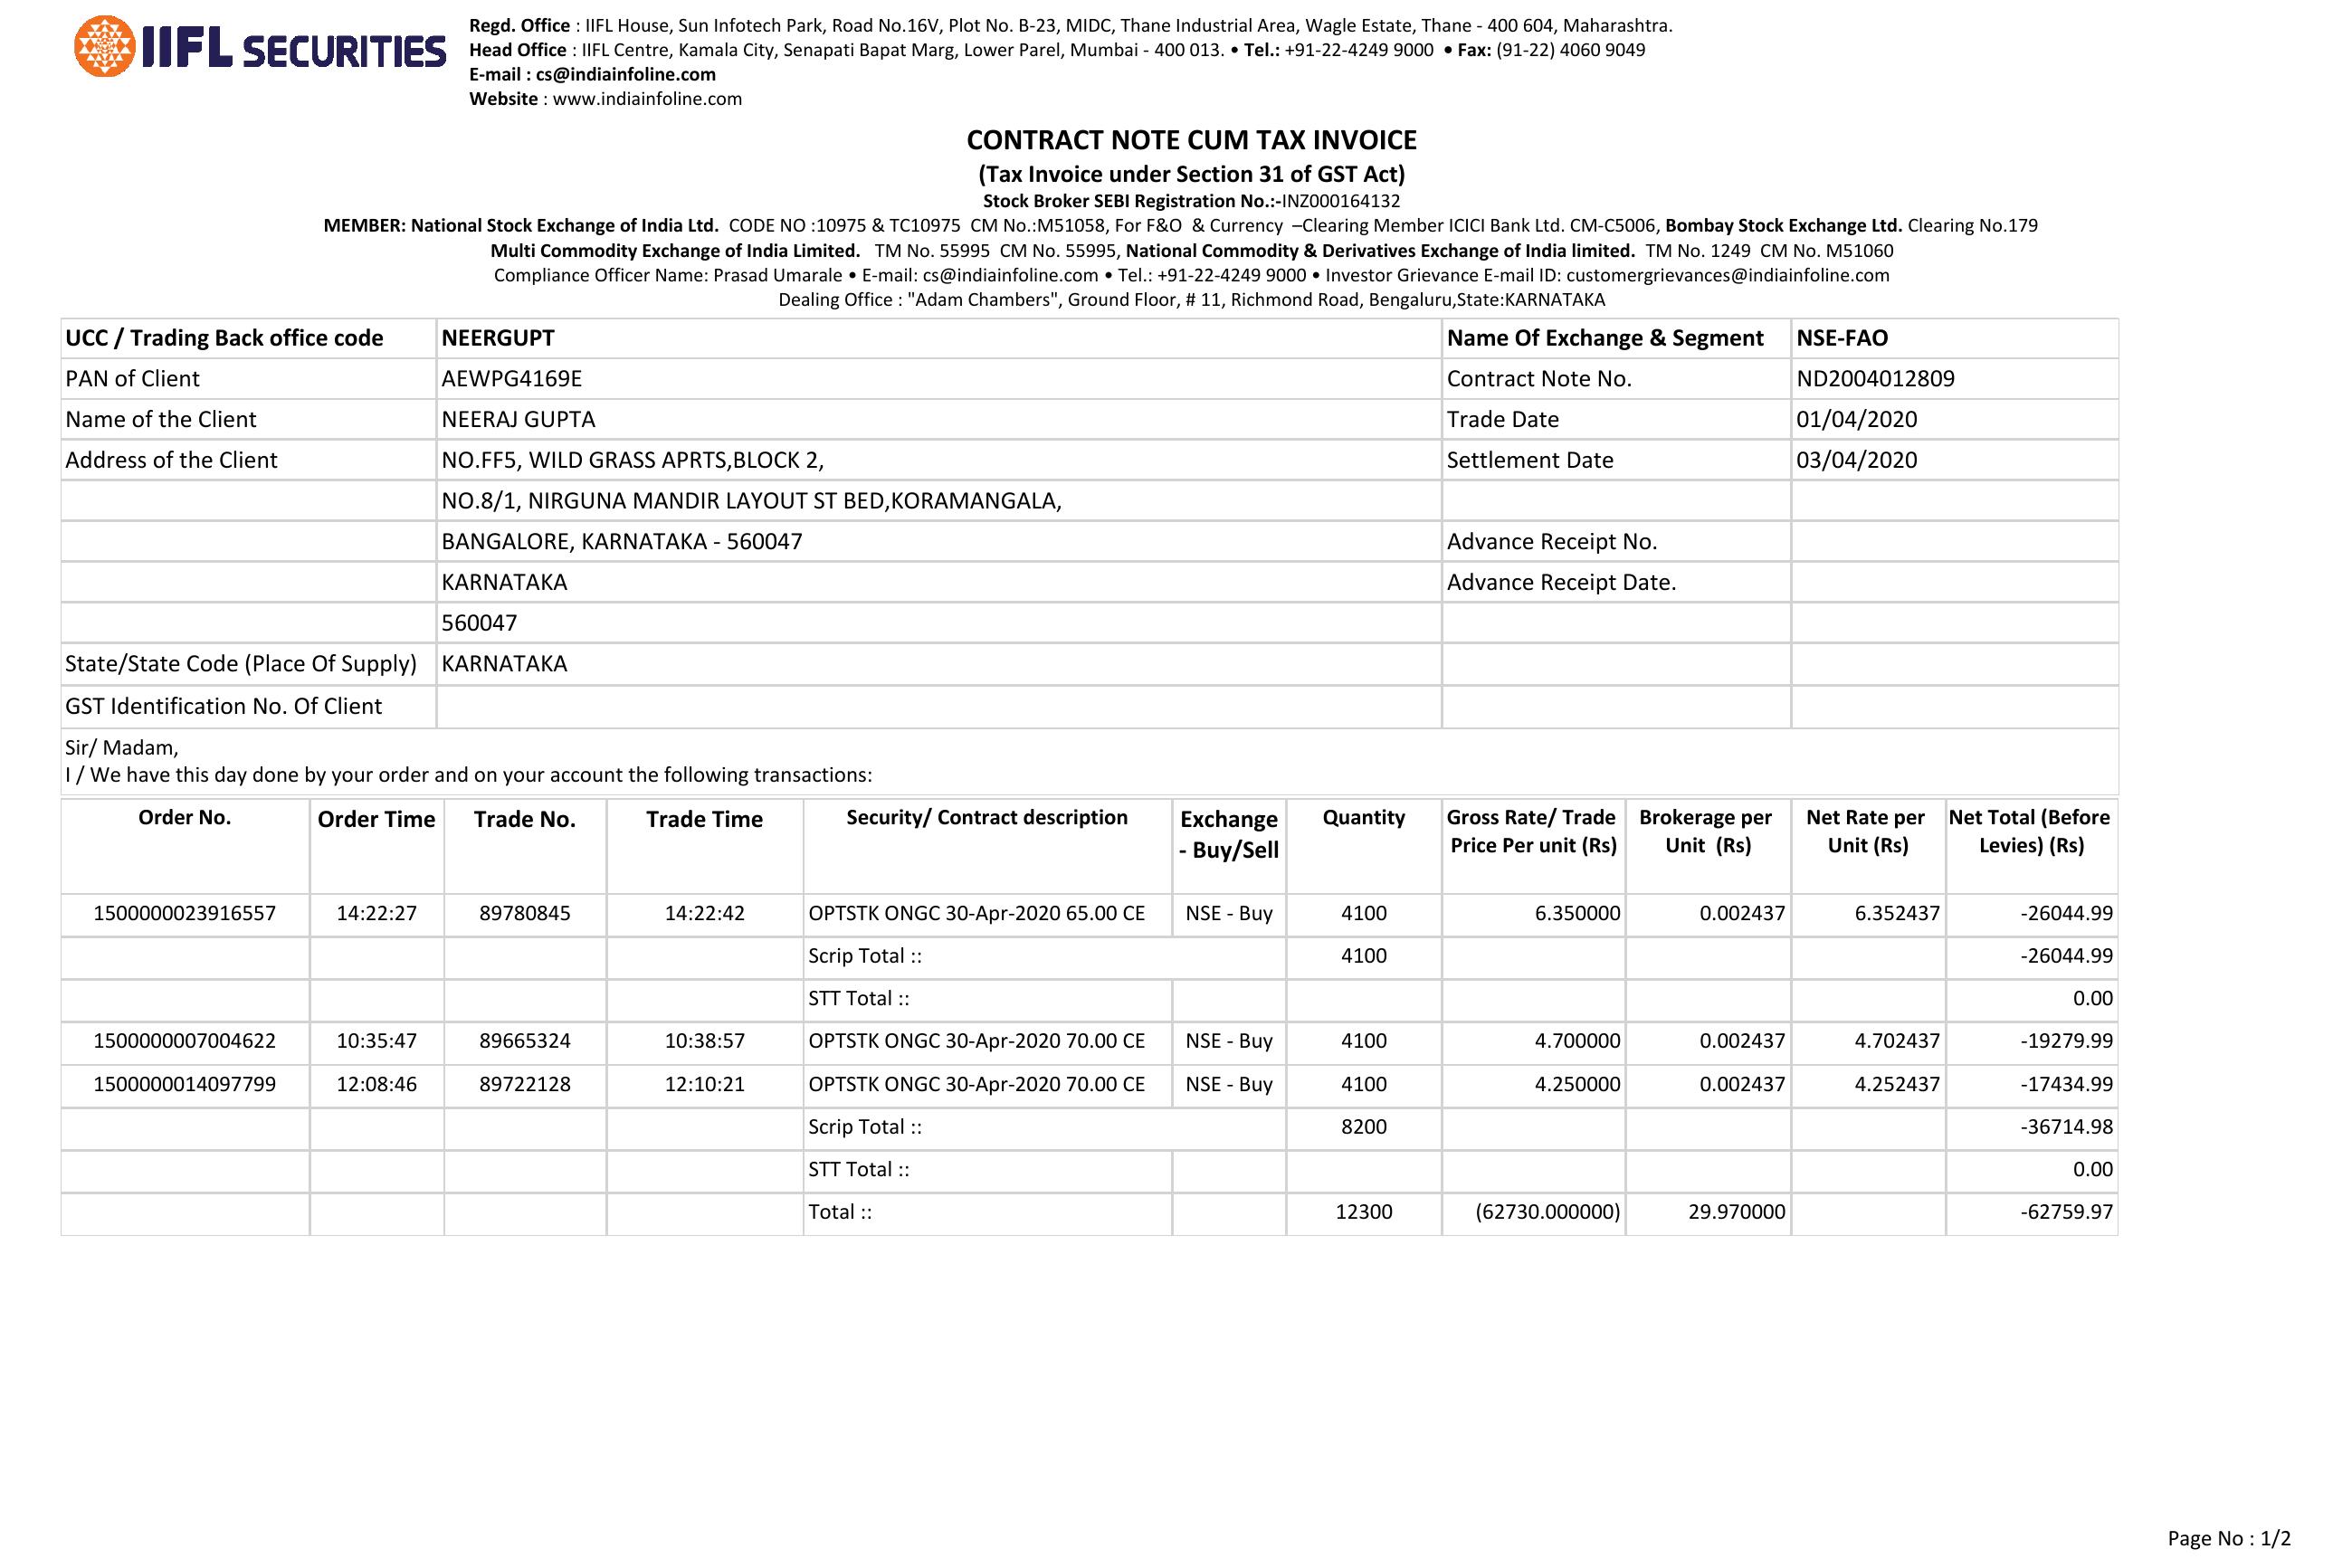 IIFL SECURITIES
Regd. Office : IIFL House, Sun Infotech Park, Road No.16V, Plot No. B-23, MIDC, Thane Industrial Area, Wagle Estate, Thane - 400 604, Maharashtra.
Head Office : IIFL Centre, Kamala City, Senapati Bapat Marg, Lower Parel, Mumbai - 400 013. • Tel.: +91-22-4249 9000 • Fax: (91-22) 4060 9049
E-mail : cs@indiainfoline.com
Website : www.indiainfoline.com
CONTRACT NOTE CUM TAX INVOICE
(Tax Invoice under Section 31 of GST Act)
Stock Broker SEBI Registration No.:-INZ000164132
MEMBER: National Stock Exchange of India Ltd. CODE NO :10975 & TC10975 CM No.:M51058, For F&O & Currency –Clearing Member ICICI Bank Ltd. CM-C5006, Bombay Stock Exchange Ltd. Clearing No.179
Multi Commodity Exchange of India Limited. TM No. 55995 CM No. 55995, National Commodity & Derivatives Exchange of India limited. TM No. 1249 CM No. M51060
Compliance Officer Name: Prasad Umarale • E-mail: cs@indiainfoline.com • Tel.: +91-22-4249 9000 • Investor Grievance E-mail ID: customergrievances@indiainfoline.com
Dealing Office : "Adam Chambers", Ground Floor, # 11, Richmond Road, Bengaluru,State:KARNATAKA
UCC / Trading Back office code NEERGUPT Name Of Exchange & Segment NSE-FAO
PAN of Client AEWPG4169E Contract Note No. ND2004012809
Name of the Client NEERAJ GUPTA Trade Date 01/04/2020
Address of the Client NO.FF5, WILD GRASS APRTS,BLOCK 2, Settlement Date 03/04/2020
NO.8/1, NIRGUNA MANDIR LAYOUT ST BED,KORAMANGALA,
BANGALORE, KARNATAKA - 560047 Advance Receipt No.
KARNATAKA Advance Receipt Date.
560047
State/State Code (Place Of Supply) KARNATAKA
GST Identification No. Of Client
Sir/ Madam,
I / We have this day done by your order and on your account the following transactions:
Order No. Order Time Trade No. Trade Time Security/ Contract description Exchange Quantity Gross Rate/ Trade Brokerage per Net Rate per Net Total (Before
- Buy/Sell Price Per unit (Rs) Unit (Rs) Unit (Rs) Levies) (Rs)
1500000023916557 14:22:27 89780845 14:22:42 OPTSTK ONGC 30-Apr-2020 65.00 CE NSE - Buy 4100 6.350000 0.002437 6.352437 -26044.99
Scrip Total :: 4100 -26044.99
STT Total :: 0.00
1500000007004622 10:35:47 89665324 10:38:57 OPTSTK ONGC 30-Apr-2020 70.00 CE NSE - Buy 4100 4.700000 0.002437 4.702437 -19279.99
1500000014097799 12:08:46 89722128 12:10:21 OPTSTK ONGC 30-Apr-2020 70.00 CE NSE - Buy 4100 4.250000 0.002437 4.252437 -17434.99
Scrip Total :: 8200 -36714.98
STT Total :: 0.00
Total :: 12300 (62730.000000) 29.970000 -62759.97
Page No : 1/2